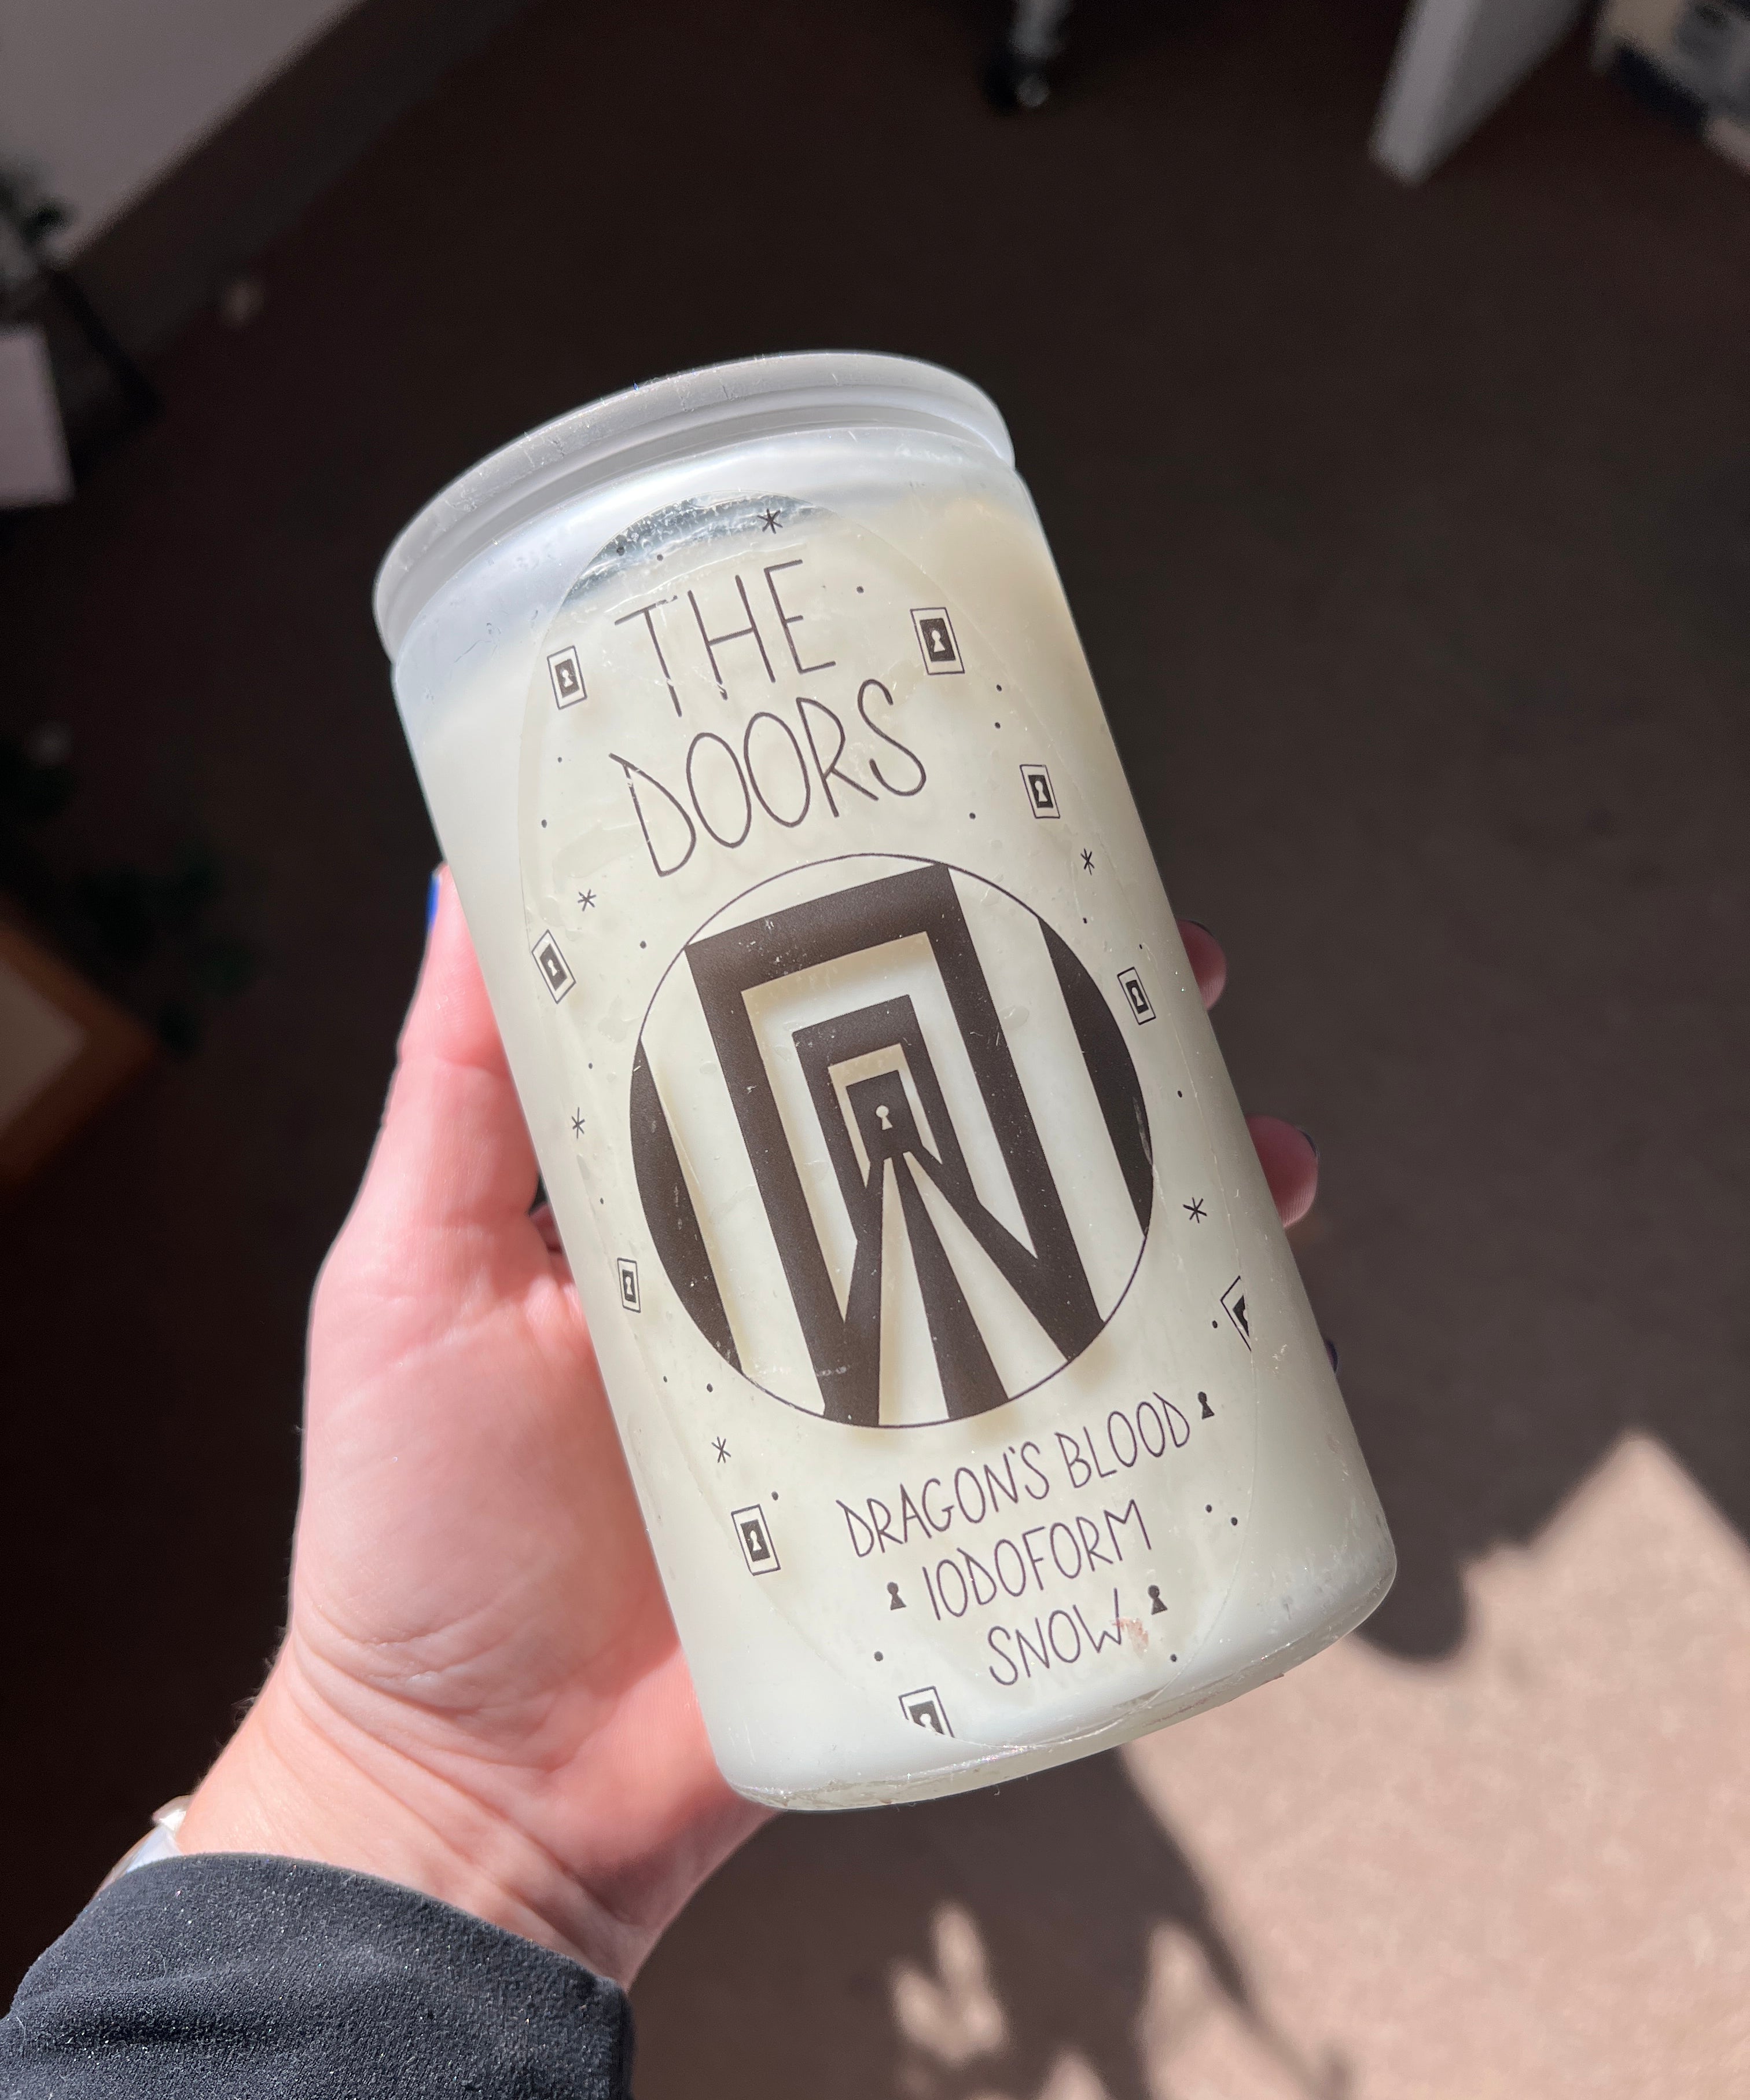 THE
DOORS
DRAGON'S BLOOD
IODOFORM
SNOW